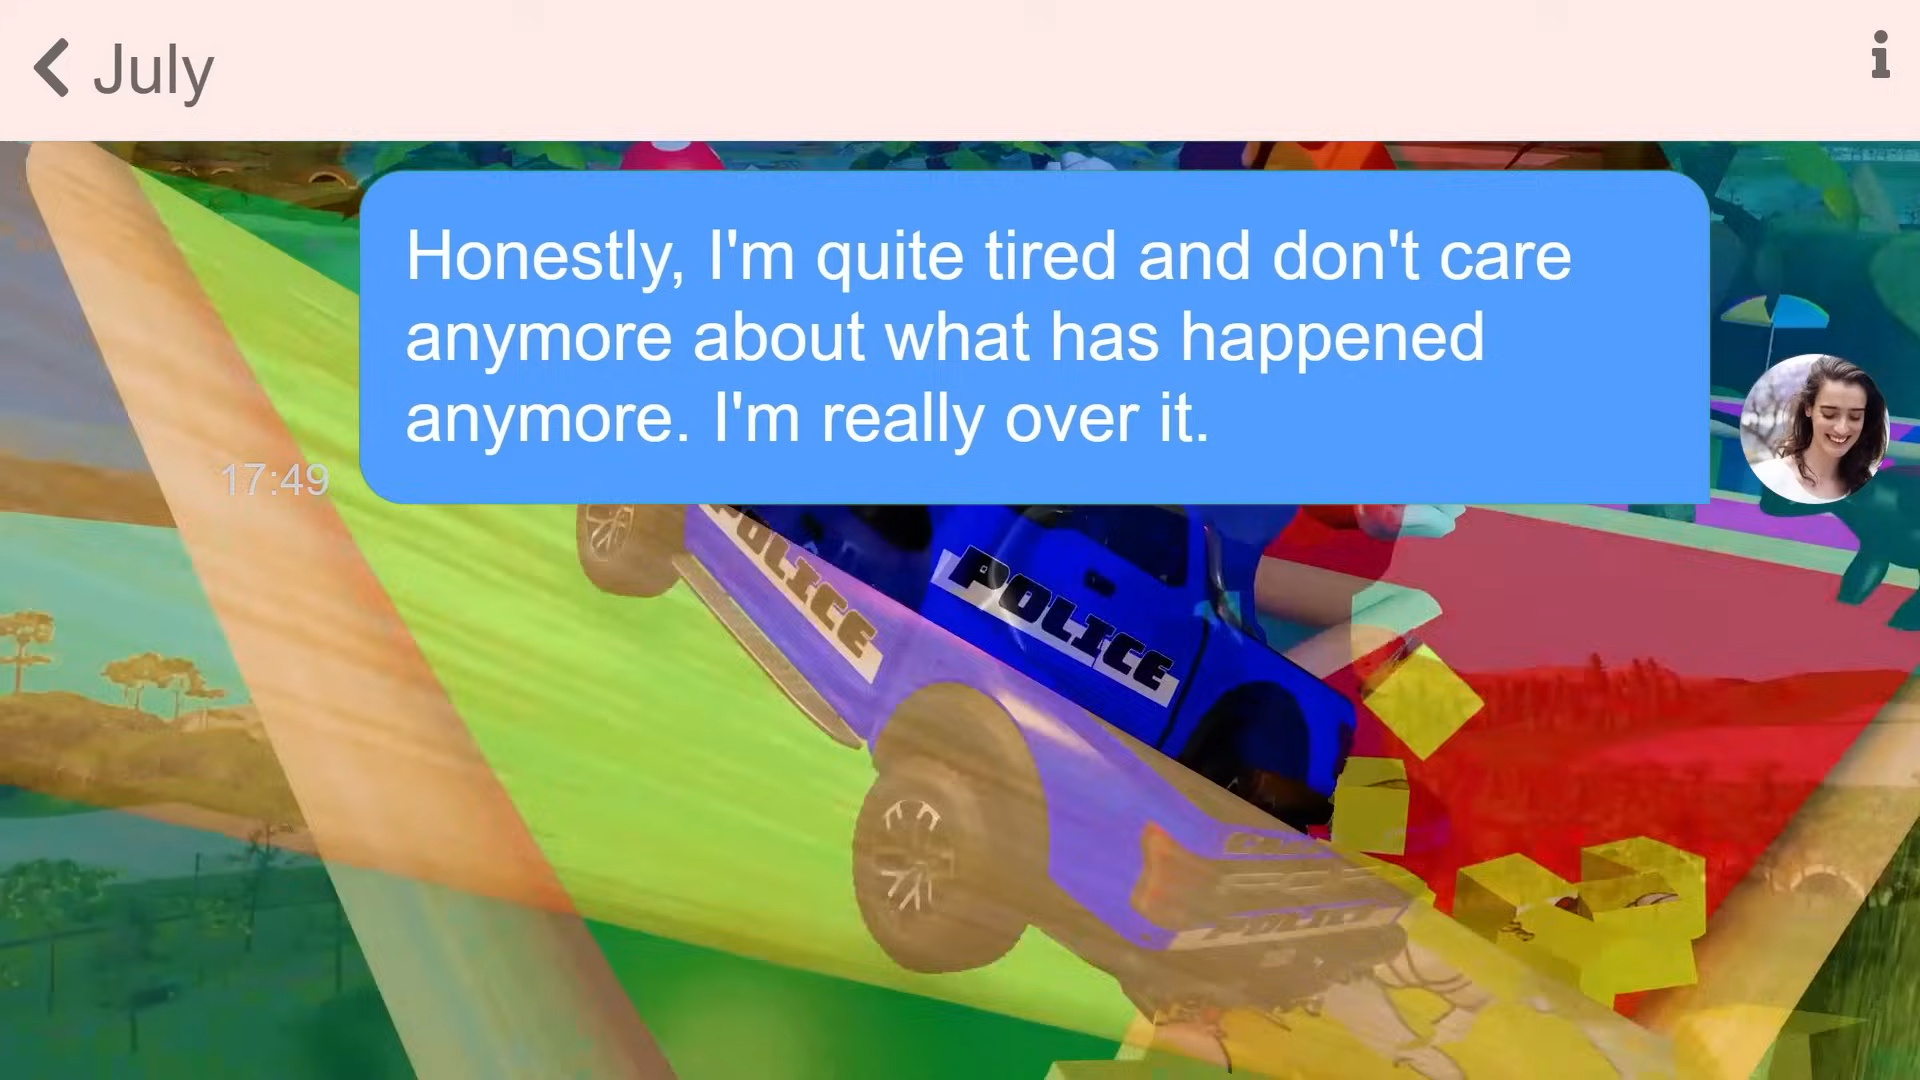 July
Honestly, I'm quite tired and don't care
anymore about what has happened
anymore. I'm really over it.
17:49
POLICE
POLICE
POLICE